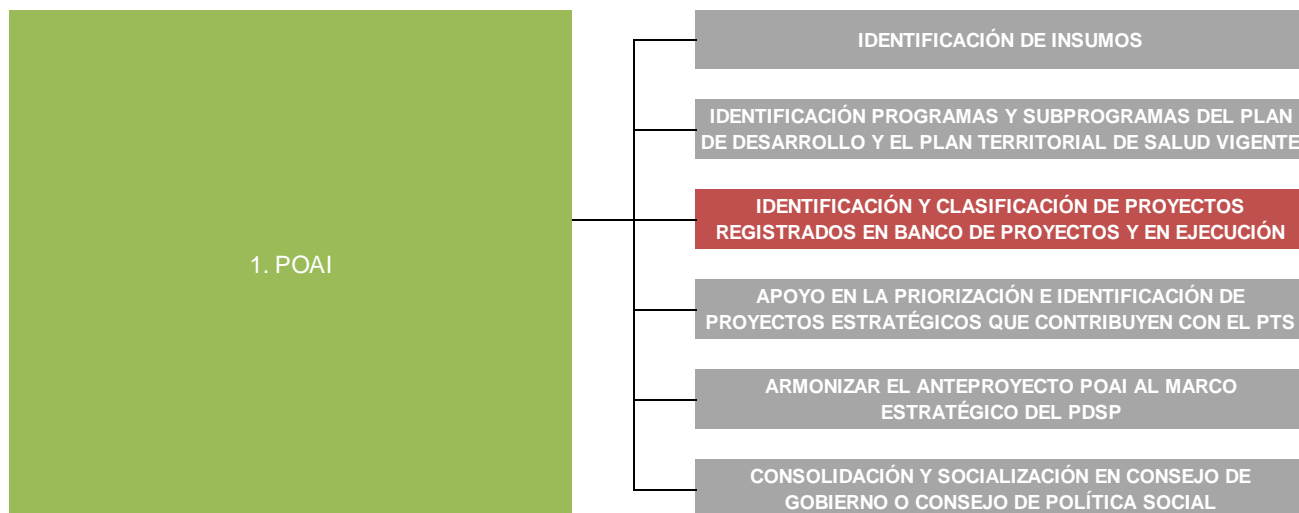 1. POAI
IDENTIFICACIÓN DE INSUMOS
IDENTIFICACIÓN PROGRAMAS Y SUBPROGRAMAS DEL PLAN
DE DESARROLLO Y EL PLAN TERRITORIAL DE SALUD VIGENTE
IDENTIFICACIÓN Y CLASIFICACIÓN DE PROYECTOS
REGISTRADOS EN BANCO DE PROYECTOS Y EN EJECUCIÓN
APOYO EN LA PRIORIZACIÓN E IDENTIFICACIÓN DE
PROYECTOS ESTRATÉGICOS QUE CONTRIBUYEN CON EL PTS
ARMONIZAR EL ANTEPROYECTO POAI AL MARCO
ESTRATÉGICO DEL PDSP
CONSOLIDACIÓN Y SOCIALIZACIÓN EN CONSEJO DE
GOBIERNO O CONSEJO DE POLÍTICA SOCIAL